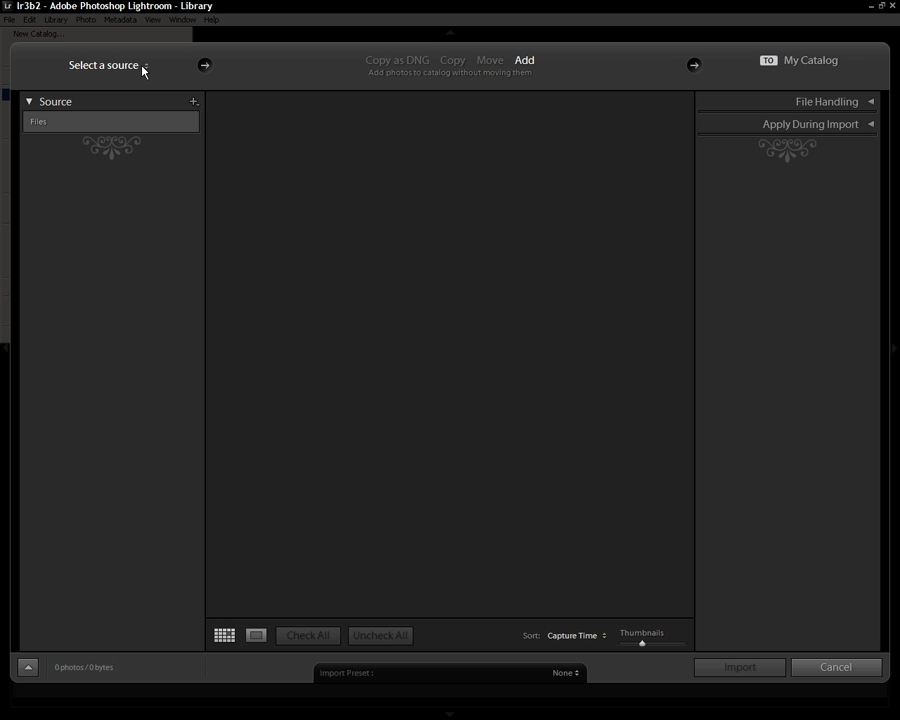 Lr lr3b2 - Adobe Photoshop Lightroom - Library
File Edit Library Photo Metadata View Window Help
New Catalog...
Select a source
Copy as DNG Copy Move Add
Add photos to catalog without moving them
TO My Catalog
Source
Files
File Handling
Apply During Import
Check All Uncheck All
Sort: Capture Time
Thumbnails
0 photos / 0 bytes
Import Preset : None
Import Cancel